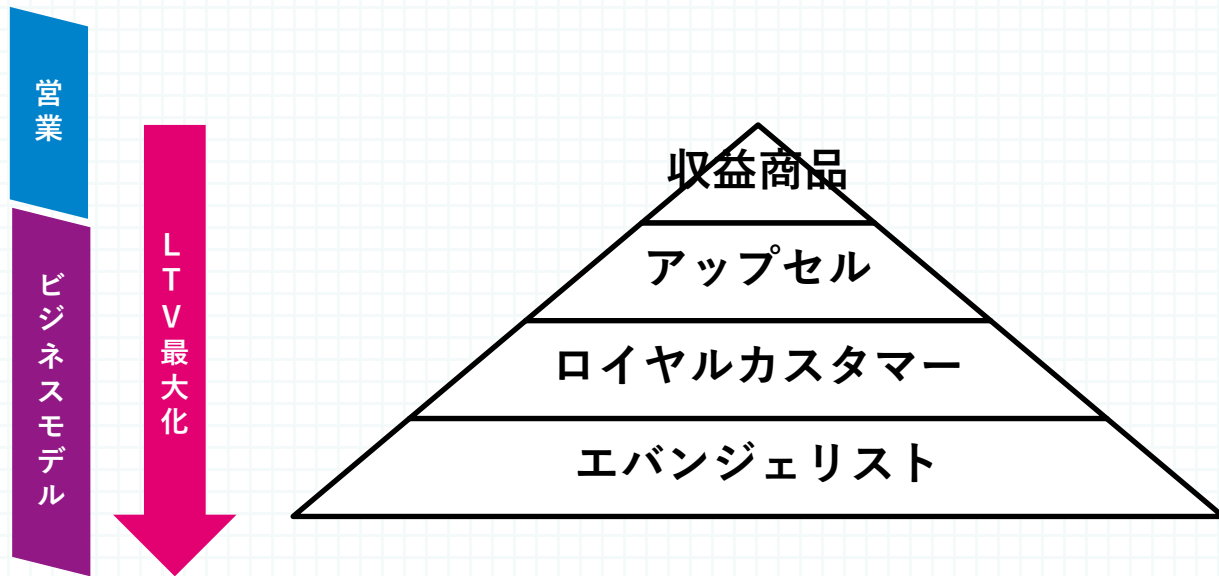 営業
ビジネスモデル
LTV最大化
収益商品
アップセル
ロイヤルカスタマー
エバンジェリスト